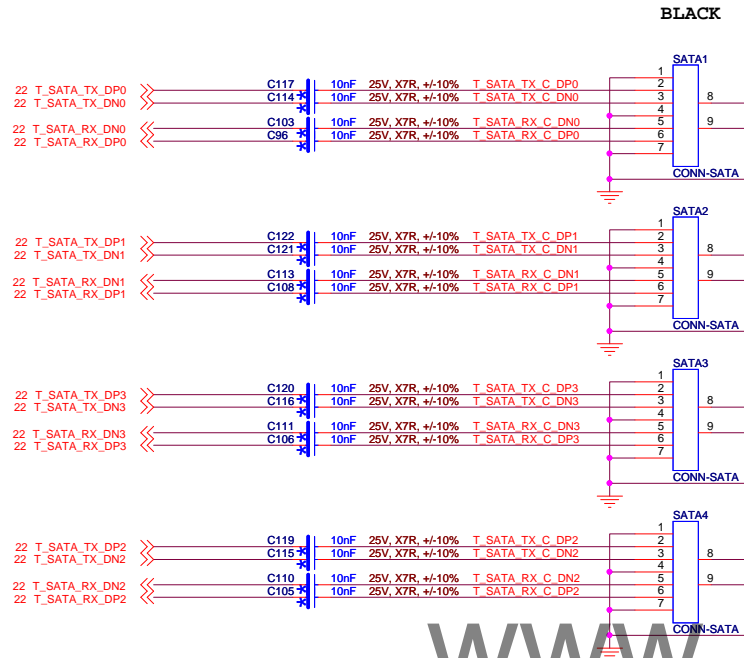 BLACK
SATA1
1
22 T_SATA_TX_DP0 C117 10nF 25V, X7R, +/-10% T_SATA_TX_C_DP0 2
22 T_SATA_TX_DN0 C114 10nF 25V, X7R, +/-10% T_SATA_TX_C_DN0 3 8
4
22 T_SATA_RX_DN0 C103 10nF 25V, X7R, +/-10% T_SATA_RX_C_DN0 5 9
22 T_SATA_RX_DP0 C96 10nF 25V, X7R, +/-10% T_SATA_RX_C_DP0 6
7
CONN-SATA
SATA2
1
22 T_SATA_TX_DP1 C122 10nF 25V, X7R, +/-10% T_SATA_TX_C_DP1 2
22 T_SATA_TX_DN1 C121 10nF 25V, X7R, +/-10% T_SATA_TX_C_DN1 3 8
4
22 T_SATA_RX_DN1 C113 10nF 25V, X7R, +/-10% T_SATA_RX_C_DN1 5 9
22 T_SATA_RX_DP1 C108 10nF 25V, X7R, +/-10% T_SATA_RX_C_DP1 6
7
CONN-SATA
SATA3
1
22 T_SATA_TX_DP3 C120 10nF 25V, X7R, +/-10% T_SATA_TX_C_DP3 2
22 T_SATA_TX_DN3 C116 10nF 25V, X7R, +/-10% T_SATA_TX_C_DN3 3 8
4
22 T_SATA_RX_DN3 C111 10nF 25V, X7R, +/-10% T_SATA_RX_C_DN3 5 9
22 T_SATA_RX_DP3 C106 10nF 25V, X7R, +/-10% T_SATA_RX_C_DP3 6
7
CONN-SATA
SATA4
1
22 T_SATA_TX_DP2 C119 10nF 25V, X7R, +/-10% T_SATA_TX_C_DP2 2
22 T_SATA_TX_DN2 C115 10nF 25V, X7R, +/-10% T_SATA_TX_C_DN2 3 8
4
22 T_SATA_RX_DN2 C110 10nF 25V, X7R, +/-10% T_SATA_RX_C_DN2 5 9
22 T_SATA_RX_DP2 C105 10nF 25V, X7R, +/-10% T_SATA_RX_C_DP2 6
7
CONN-SATA
www